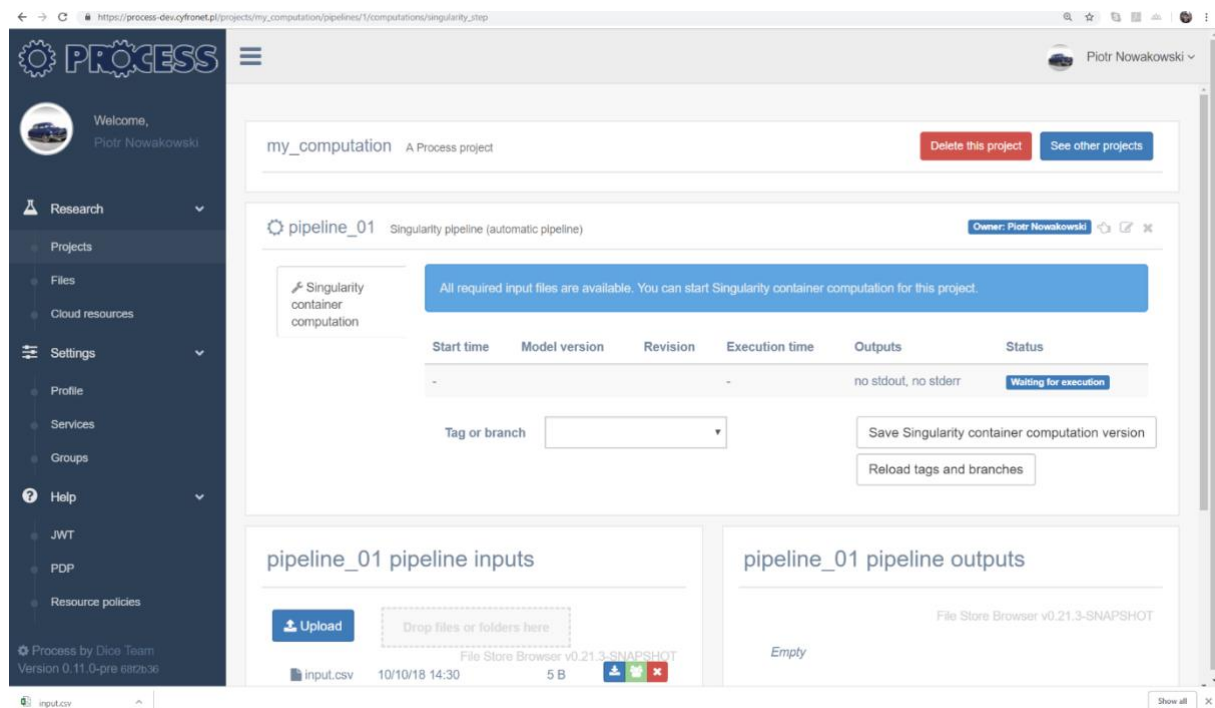 https://process-dev.cyfronet.pl/projects/my_computation/pipelines/1/computations/singularity_step
PROCESS
Piotr Nowakowski
Welcome,
Piotr Nowakowski
Research
Projects
Files
Cloud resources
Settings
Profile
Services
Groups
Help
JWT
PDP
Resource policies
Process by Dice Team
Version 0.11.0-pre 68f2b36
my_computation A Process project
Delete this project
See other projects
pipeline_01 Singularity pipeline (automatic pipeline)
Owner: Piotr Nowakowski
Singularity container computation
All required input files are available. You can start Singularity container computation for this project.
Start time Model version Revision Execution time Outputs Status
- - no stdout, no stderr Waiting for execution
Tag or branch
Save Singularity container computation version
Reload tags and branches
pipeline_01 pipeline inputs
Upload
Drop files or folders here
File Store Browser v0.21.3-SNAPSHOT
input.csv 10/10/18 14:30 5 B
pipeline_01 pipeline outputs
File Store Browser v0.21.3-SNAPSHOT
Empty
input.csv
Show all